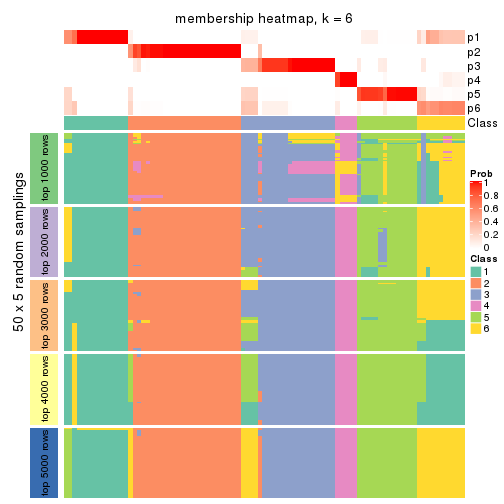 membership heatmap, k = 6
p1
p2
p3
p4
p5
p6
Class
50 x 5 random samplings
top 1000 rows
top 2000 rows
top 3000 rows
top 4000 rows
top 5000 rows
Prob
1
0.8
0.6
0.4
0.2
0
Class
1
2
3
4
5
6